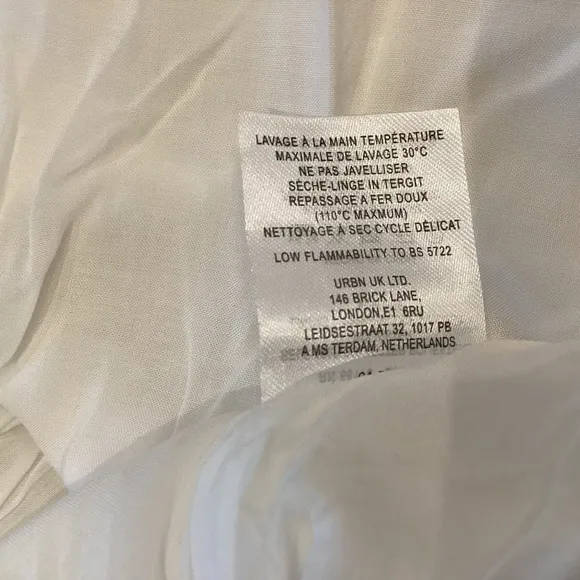 LAVAGE À LA MAIN TEMPÉRATURE
MAXIMALE DE LAVAGE 30°C
NE PAS JAVELLISER
SÈCHE-LINGE IN TERGIT
REPASSAGE A FER DOUX
(110°C MAXMUM)
NETTOYAGE À SEC CYCLE DÉLICAT
LOW FLAMMABILITY TO BS 5722
URBN UK LTD.
146 BRICK LANE,
LONDON,E1 6RU
LEIDSESTRAAT 32, 1017 PB
A MS TERDAM, NETHERLANDS